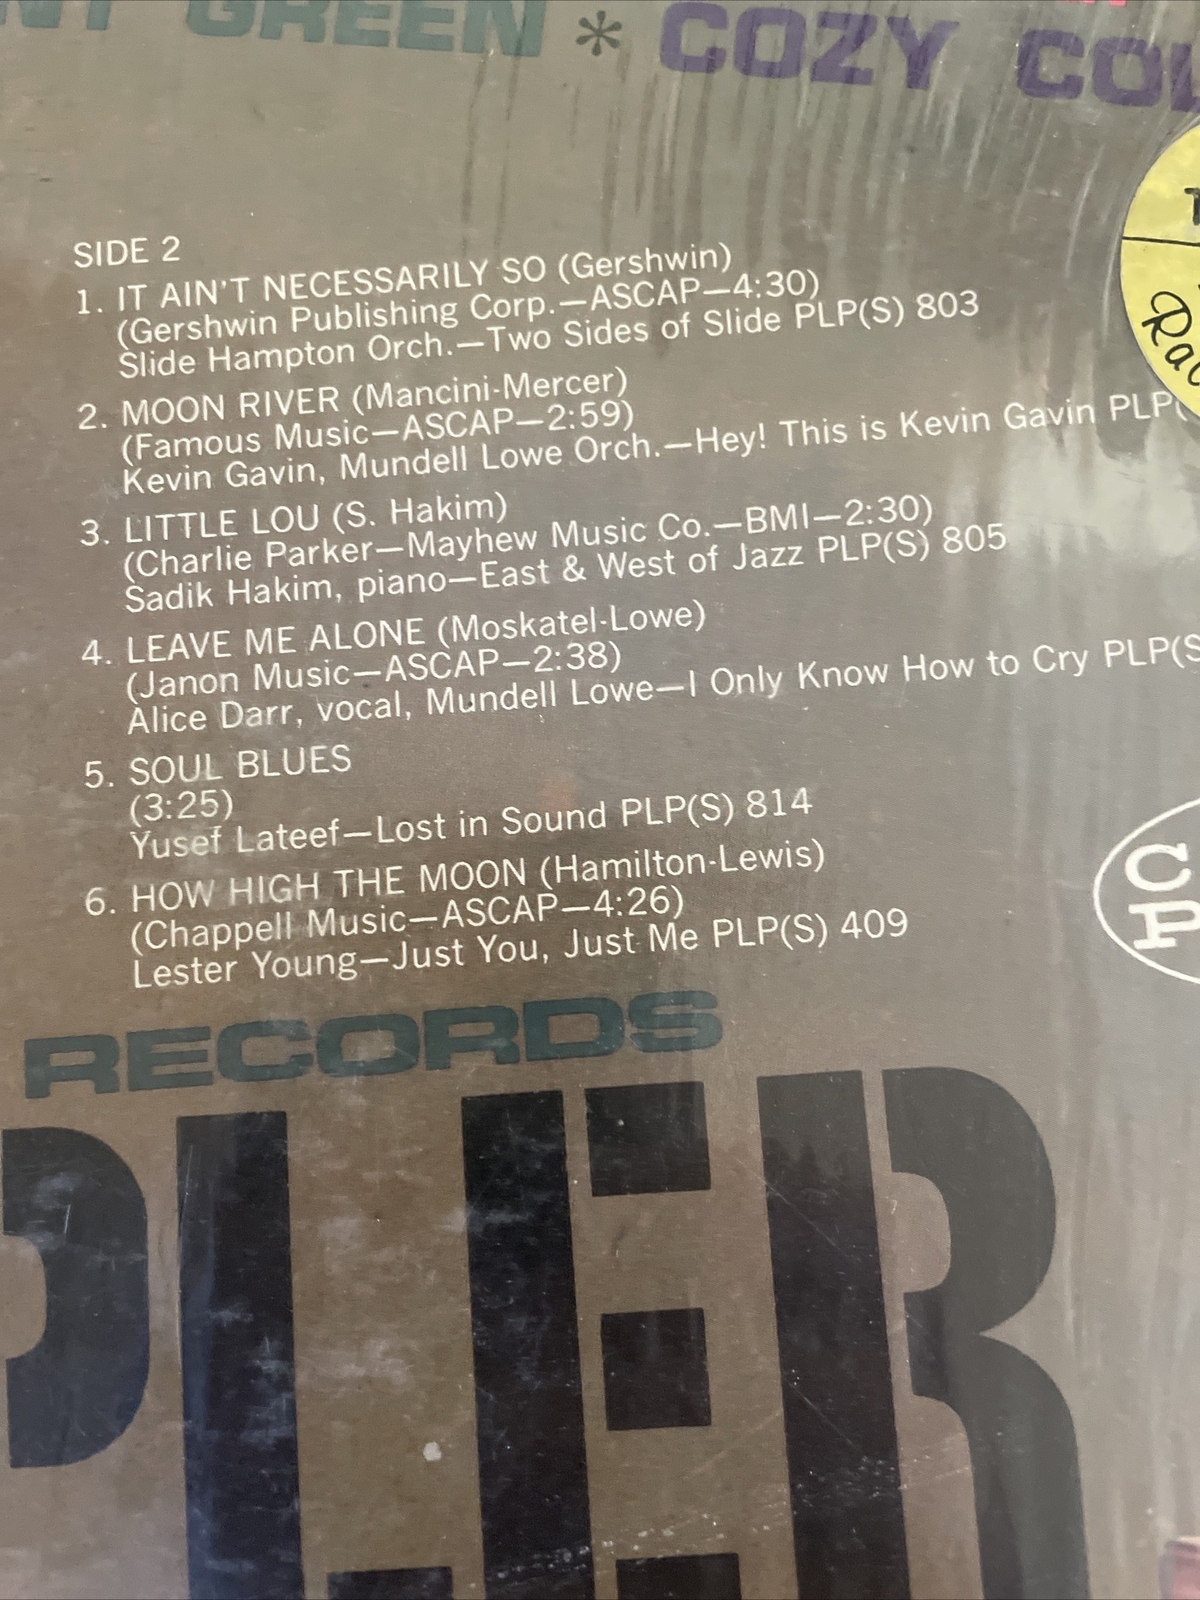 GREEN * COZY
SIDE 2
1. IT AIN'T NECESSARILY SO (Gershwin)
(Gershwin Publishing Corp.—ASCAP—4:30)
Slide Hampton Orch.—Two Sides of Slide PLP(S) 803
2. MOON RIVER (Mancini-Mercer)
(Famous Music—ASCAP—2:59)
Kevin Gavin, Mundell Lowe Orch.—Hey! This is Kevin Gavin PLP(
3. LITTLE LOU (S. Hakim)
(Charlie Parker—Mayhew Music Co.—BMI—2:30)
Sadik Hakim, piano—East & West of Jazz PLP(S) 805
4. LEAVE ME ALONE (Moskatel-Lowe)
(Janon Music—ASCAP—2:38)
Alice Darr, vocal, Mundell Lowe—I Only Know How to Cry PLP(S
5. SOUL BLUES
(3:25)
Yusef Lateef—Lost in Sound PLP(S) 814
6. HOW HIGH THE MOON (Hamilton-Lewis)
(Chappell Music—ASCAP—4:26)
Lester Young—Just You, Just Me PLP(S) 409
C
P
RECORDS
PLER